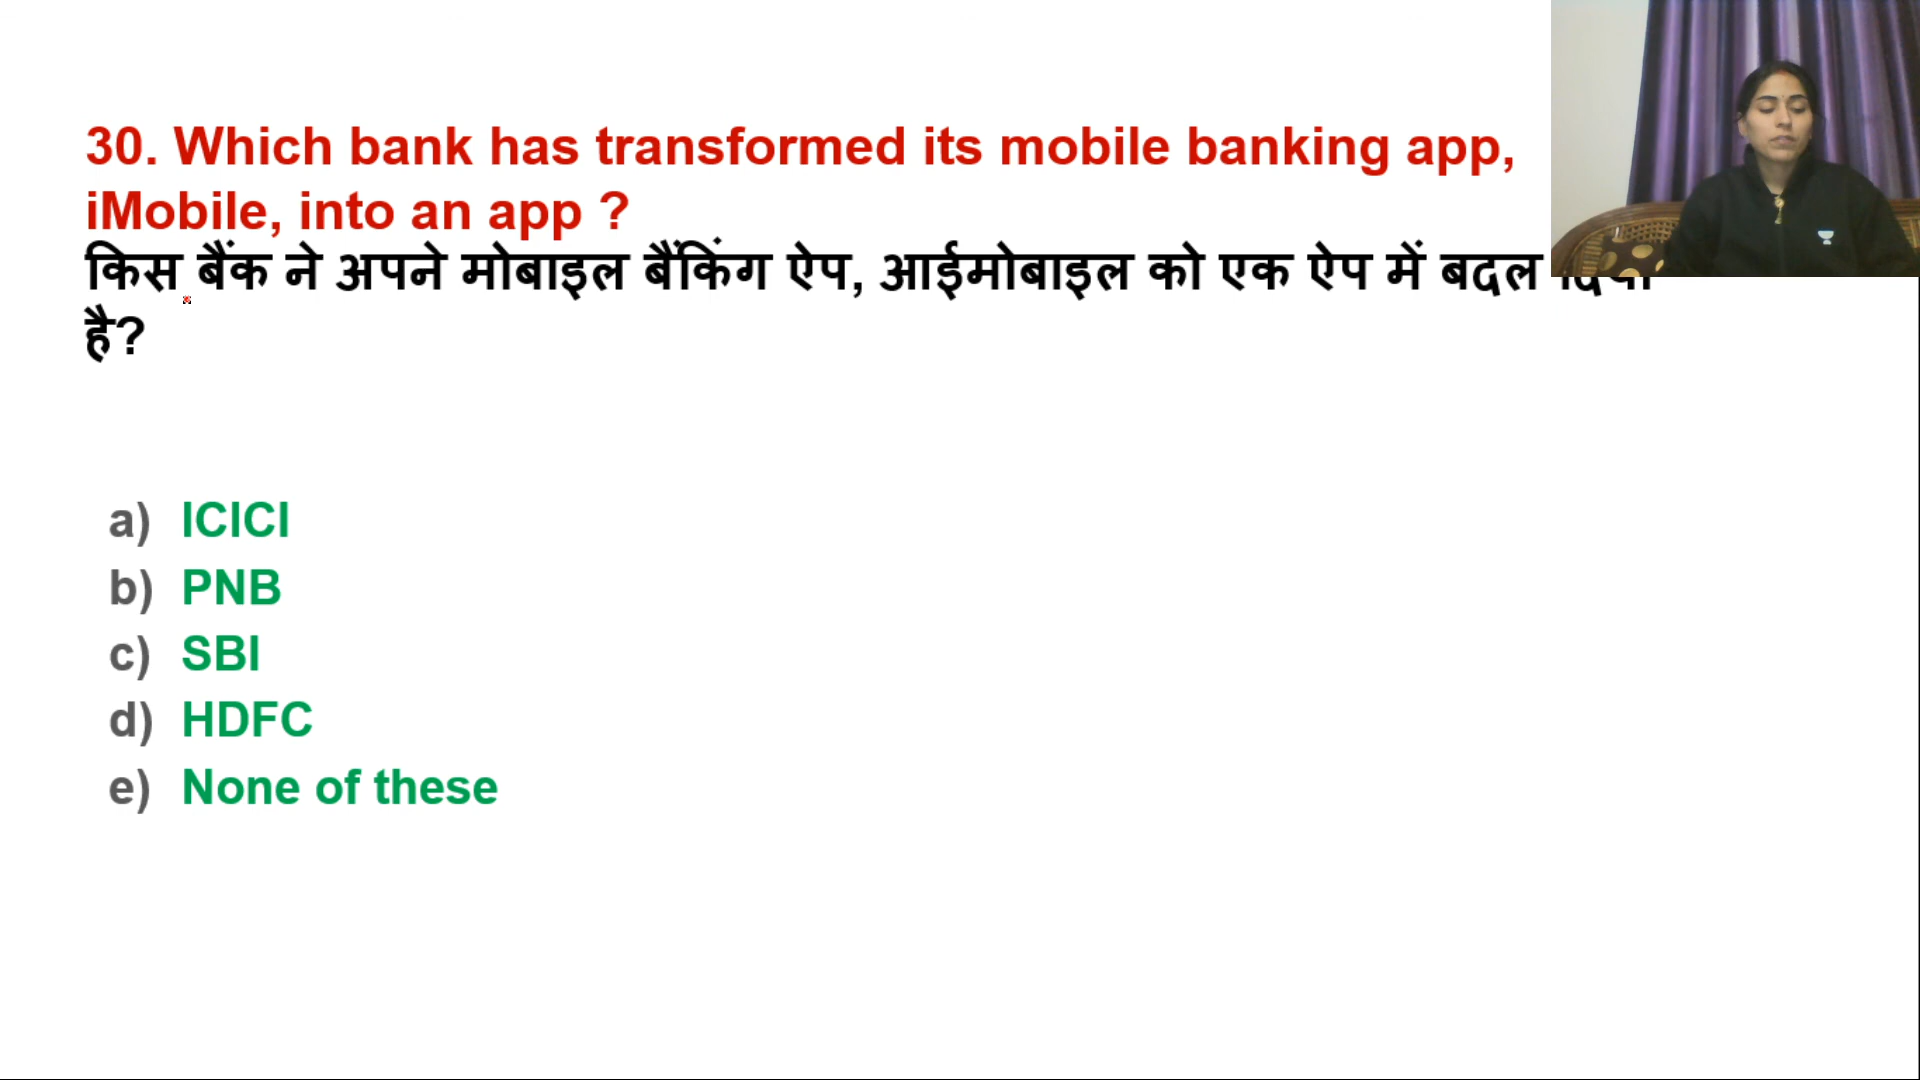 30. Which bank has transformed its mobile banking app,
iMobile, into an app ?
किस बैंक ने अपने मोबाइल बैंकिंग ऐप, आईमोबाइल को एक ऐप में बदल
है?
a) ICICI
b) PNB
c) SBI
d) HDFC
e) None of these